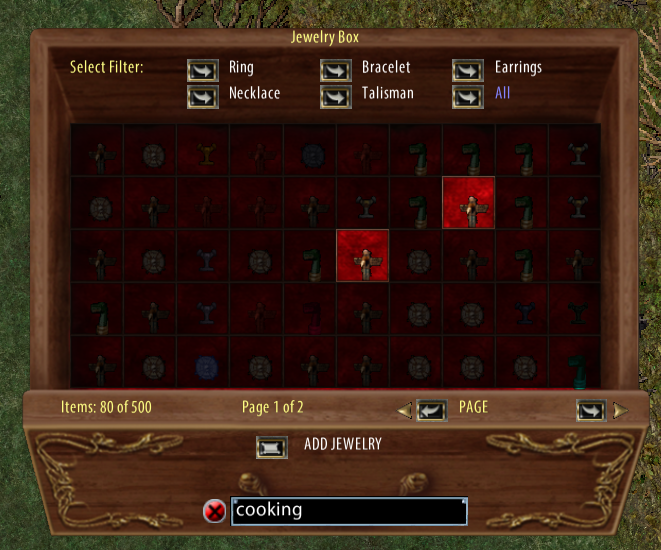 Jewelry Box
Select Filter: Ring Bracelet Earrings
Necklace Talisman All
Items: 80 of 500 Page 1 of 2 PAGE
ADD JEWELRY
cooking